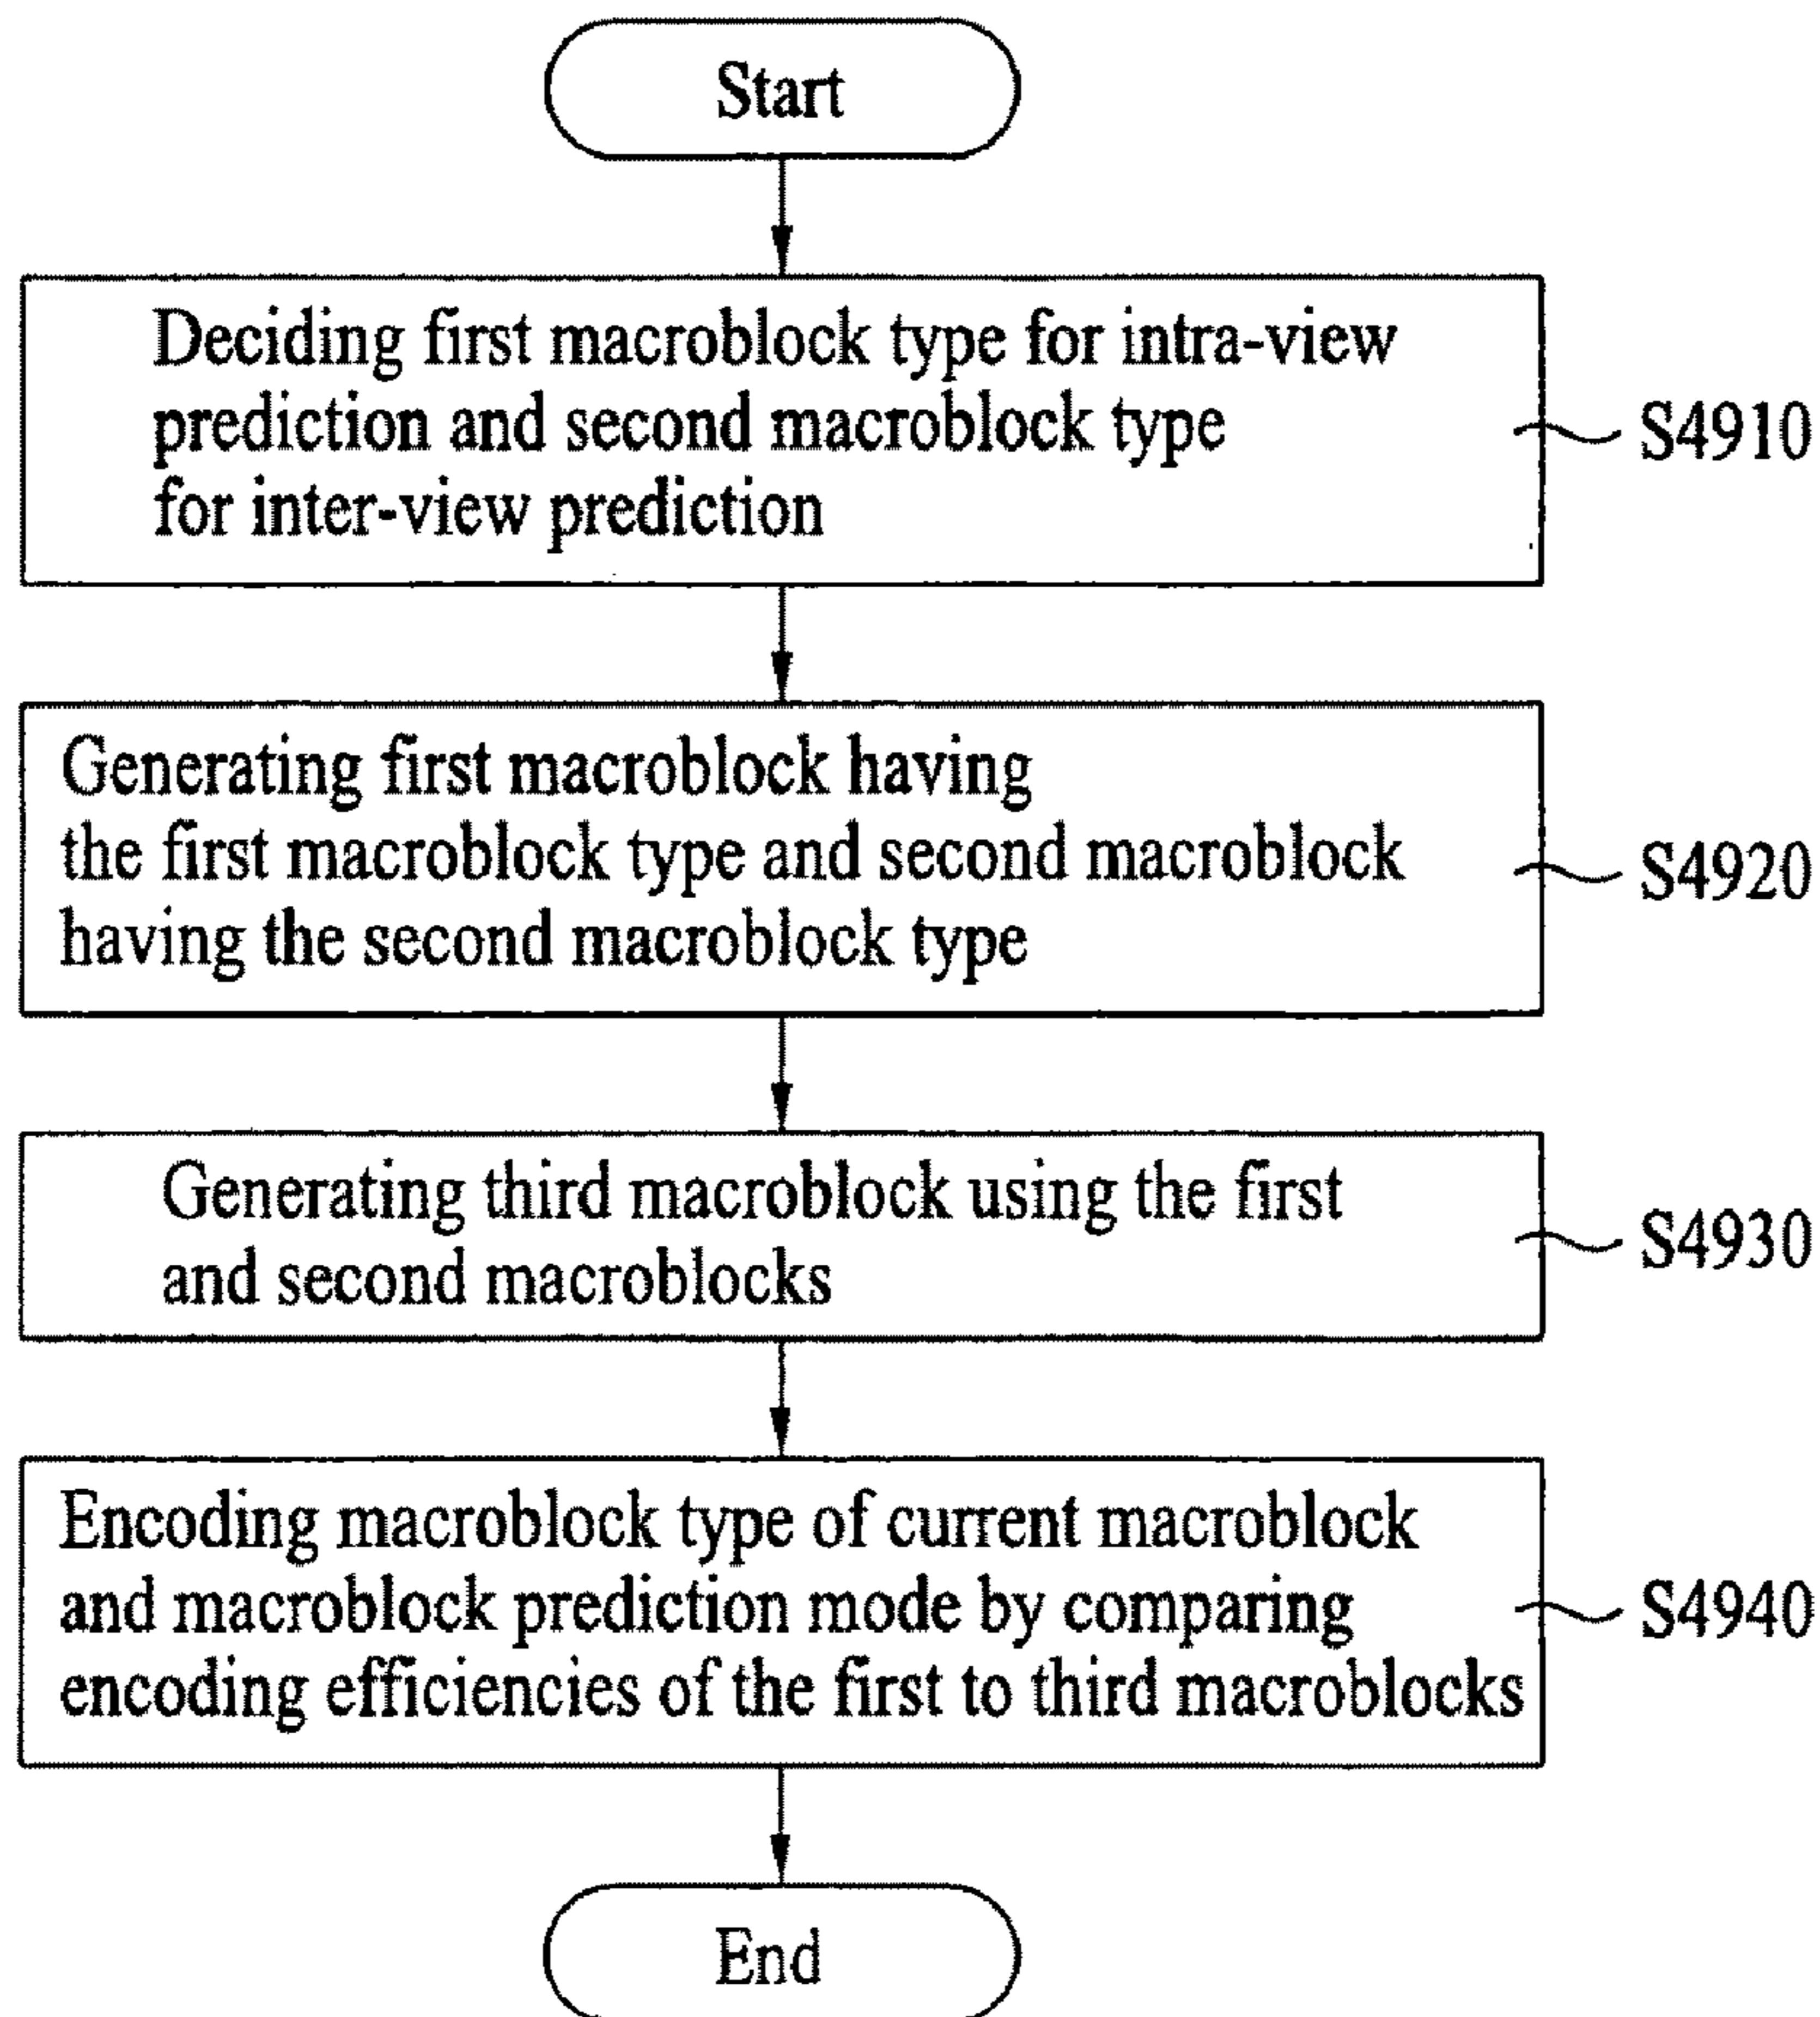 Start
Deciding first macroblock type for intra-view
prediction and second macroblock type
for inter-view prediction
S4910
Generating first macroblock having
the first macroblock type and second macroblock
having the second macroblock type
S4920
Generating third macroblock using the first
and second macroblocks
S4930
Encoding macroblock type of current macroblock
and macroblock prediction mode by comparing
encoding efficiencies of the first to third macroblocks
S4940
End